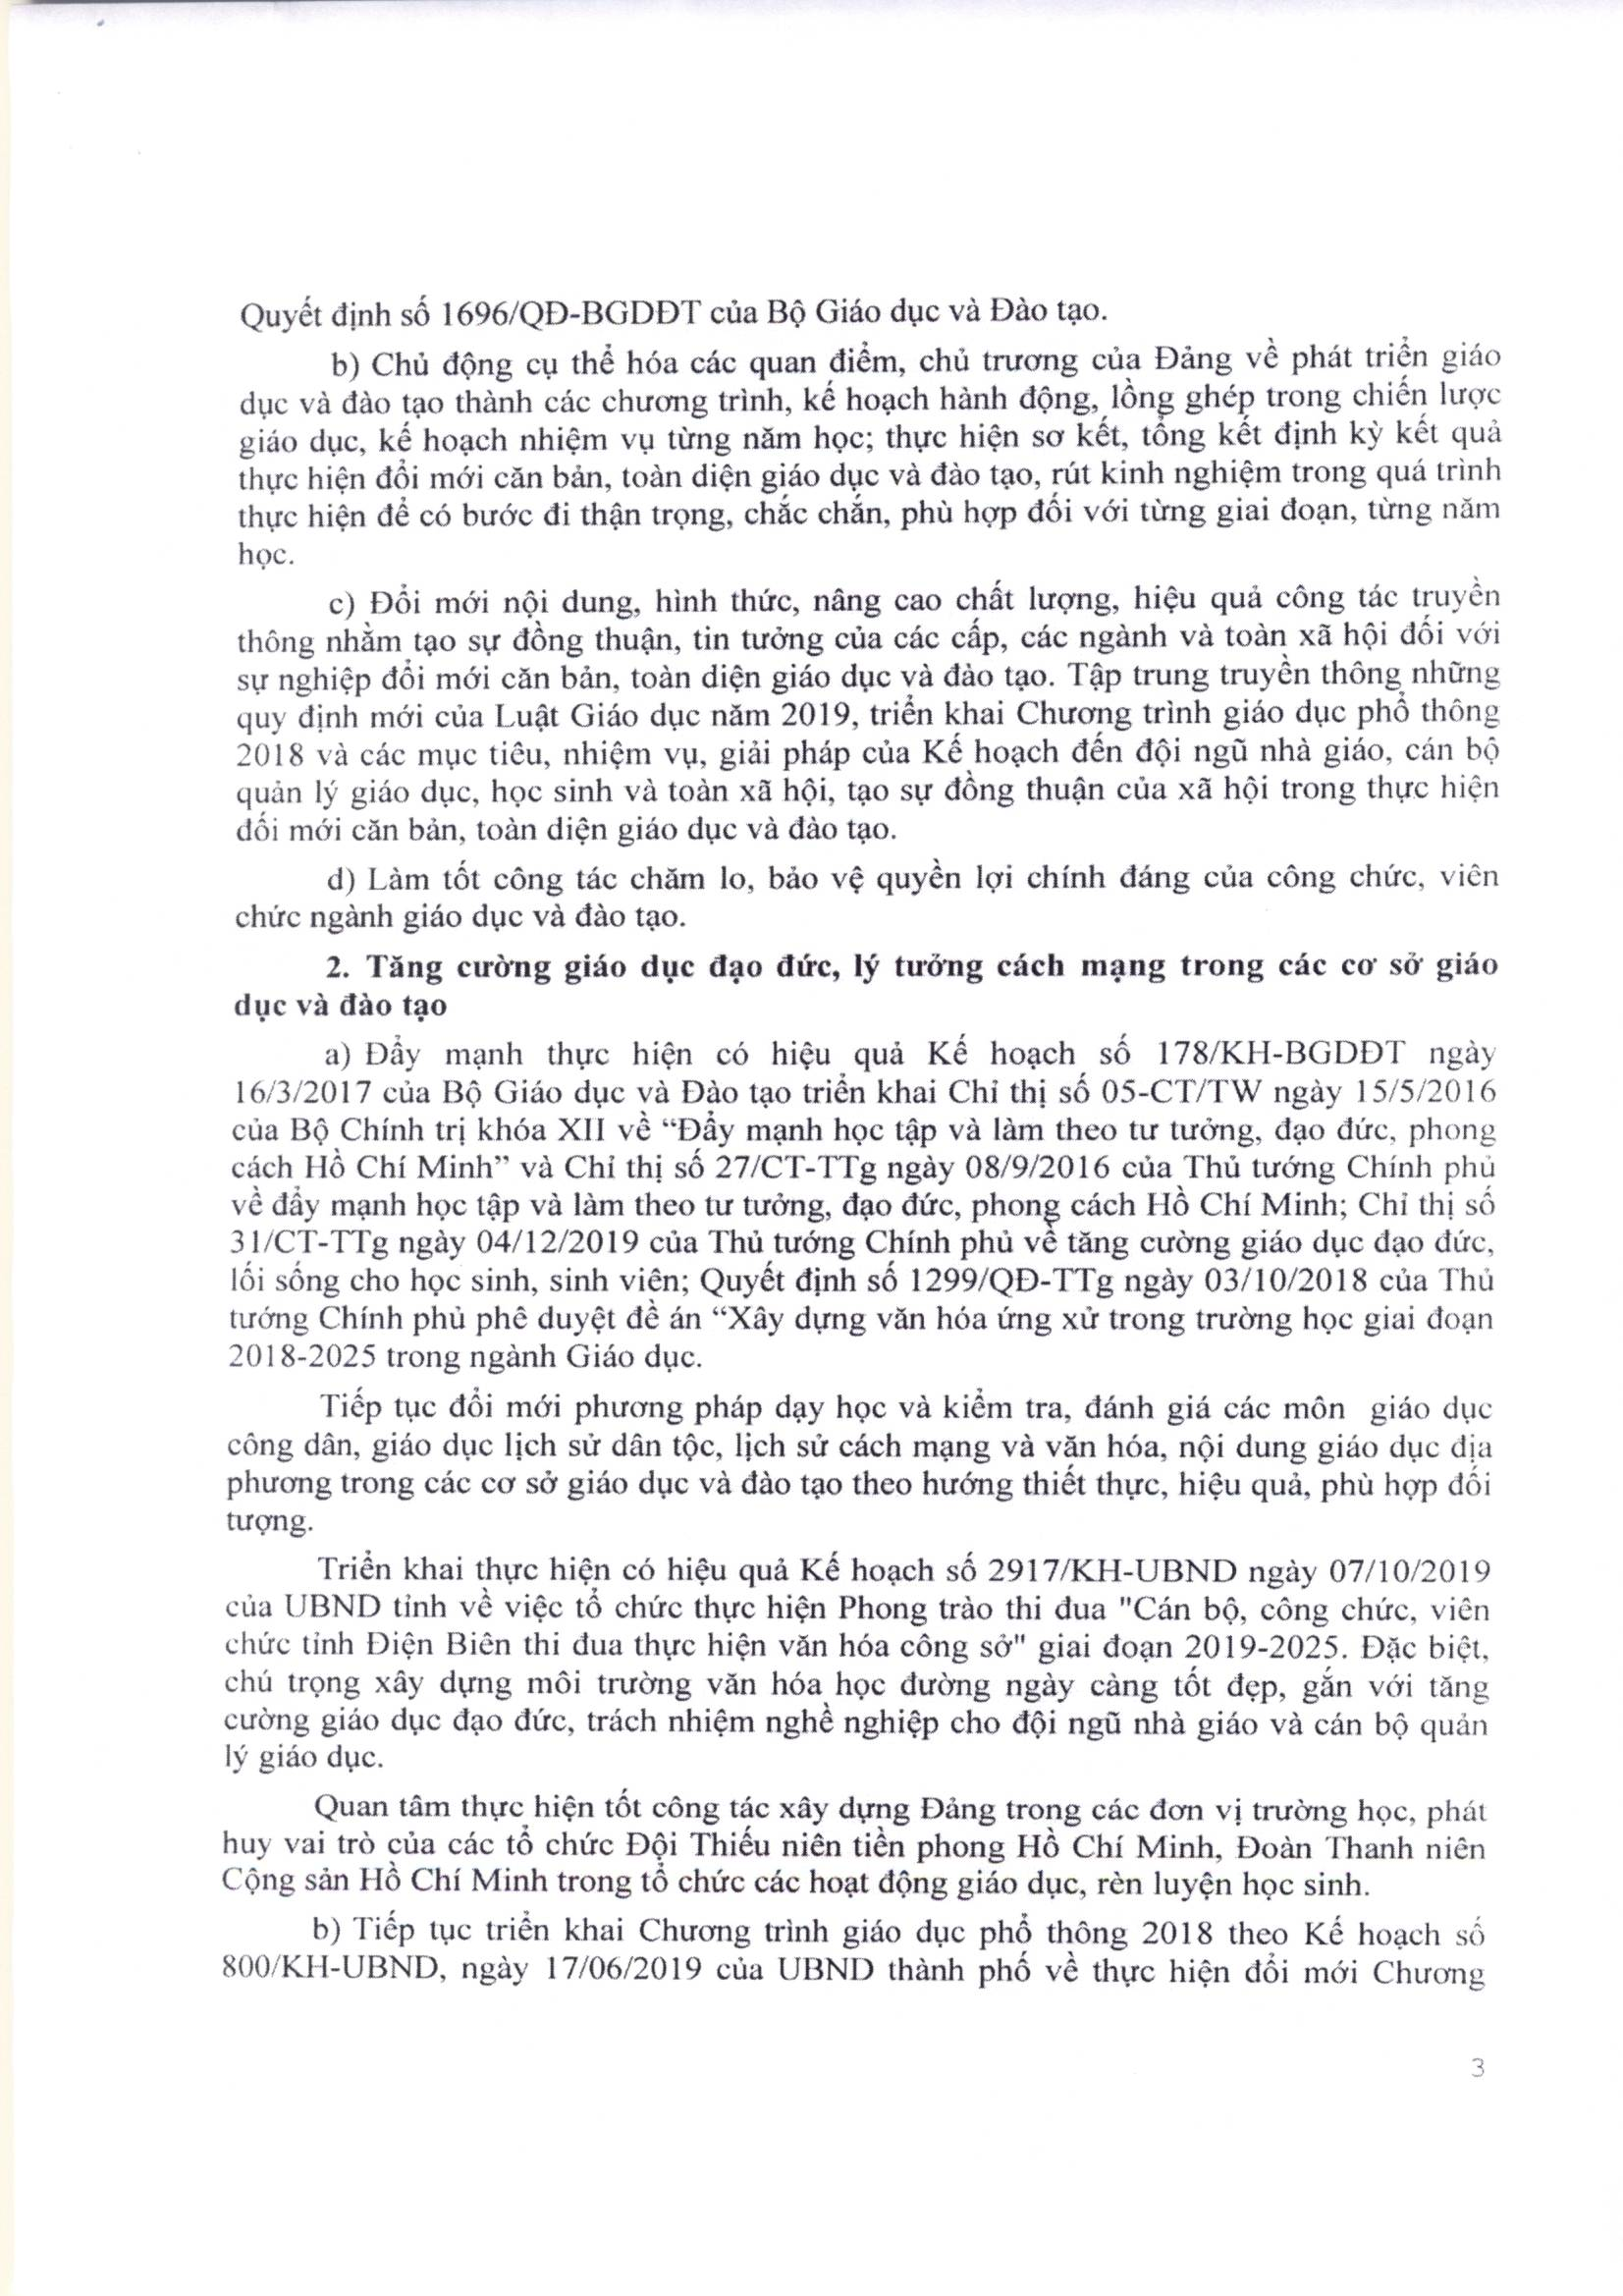 Quyết định số 1696/QĐ-BGDĐT của Bộ Giáo dục và Đào tạo.
b) Chủ động cụ thể hóa các quan điểm, chủ trương của Đảng về phát triển giáo
dục và đào tạo thành các chương trình, kế hoạch hành động, lồng ghép trong chiến lược
giáo dục, kế hoạch nhiệm vụ từng năm học; thực hiện sơ kết, tổng kết định kỳ kết quả
thực hiện đổi mới căn bản, toàn diện giáo dục và đào tạo, rút kinh nghiệm trong quá trình
thực hiện để có bước đi thận trọng, chắc chắn, phù hợp đối với từng giai đoạn, từng năm
học.
c) Đổi mới nội dung, hình thức, nâng cao chất lượng, hiệu quả công tác truyền
thông nhằm tạo sự đồng thuận, tin tưởng của các cấp, các ngành và toàn xã hội đối với
sự nghiệp đổi mới căn bản, toàn diện giáo dục và đào tạo. Tập trung truyền thông những
quy định mới của Luật Giáo dục năm 2019, triển khai Chương trình giáo dục phổ thông
2018 và các mục tiêu, nhiệm vụ, giải pháp của Kế hoạch đến đội ngũ nhà giáo, cán bộ
quản lý giáo dục, học sinh và toàn xã hội, tạo sự đồng thuận của xã hội trong thực hiện
đổi mới căn bản, toàn diện giáo dục và đào tạo.
d) Làm tốt công tác chăm lo, bảo vệ quyền lợi chính đáng của công chức, viên
chức ngành giáo dục và đào tạo.
2. Tăng cường giáo dục đạo đức, lý tưởng cách mạng trong các cơ sở giáo
dục và đào tạo
a) Đẩy mạnh thực hiện có hiệu quả Kế hoạch số 178/KH-BGDĐT ngày
16/3/2017 của Bộ Giáo dục và Đào tạo triển khai Chỉ thị số 05-CT/TW ngày 15/5/2016
của Bộ Chính trị khóa XII về “Đẩy mạnh học tập và làm theo tư tưởng, đạo đức, phong
cách Hồ Chí Minh” và Chỉ thị số 27/CT-TTg ngày 08/9/2016 của Thủ tướng Chính phủ
về đẩy mạnh học tập và làm theo tư tưởng, đạo đức, phong cách Hồ Chí Minh; Chỉ thị số
31/CT-TTg ngày 04/12/2019 của Thủ tướng Chính phủ về tăng cường giáo dục đạo đức,
lối sống cho học sinh, sinh viên; Quyết định số 1299/QĐ-TTg ngày 03/10/2018 của Thủ
tướng Chính phủ phê duyệt đề án “Xây dựng văn hóa ứng xử trong trường học giai đoạn
2018-2025 trong ngành Giáo dục.
Tiếp tục đổi mới phương pháp dạy học và kiểm tra, đánh giá các môn giáo dục
công dân, giáo dục lịch sử dân tộc, lịch sử cách mạng và văn hóa, nội dung giáo dục địa
phương trong các cơ sở giáo dục và đào tạo theo hướng thiết thực, hiệu quả, phù hợp đối
tượng.
Triển khai thực hiện có hiệu quả Kế hoạch số 2917/KH-UBND ngày 07/10/2019
của UBND tỉnh về việc tổ chức thực hiện Phong trào thi đua "Cán bộ, công chức, viên
chức tỉnh Điện Biên thi đua thực hiện văn hóa công sở" giai đoạn 2019-2025. Đặc biệt,
chú trọng xây dựng môi trường văn hóa học đường ngày càng tốt đẹp, gắn với tăng
cường giáo dục đạo đức, trách nhiệm nghề nghiệp cho đội ngũ nhà giáo và cán bộ quản
lý giáo dục.
Quan tâm thực hiện tốt công tác xây dựng Đảng trong các đơn vị trường học, phát
huy vai trò của các tổ chức Đội Thiếu niên tiền phong Hồ Chí Minh, Đoàn Thanh niên
Cộng sản Hồ Chí Minh trong tổ chức các hoạt động giáo dục, rèn luyện học sinh.
b) Tiếp tục triển khai Chương trình giáo dục phổ thông 2018 theo Kế hoạch số
800/KH-UBND, ngày 17/06/2019 của UBND thành phố về thực hiện đổi mới Chương
3